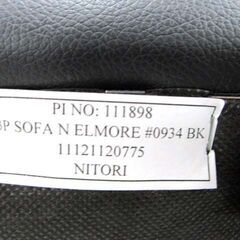 PI NO: 111898
3P SOFA N ELMORE #0934 BK
11121120775
NITORI